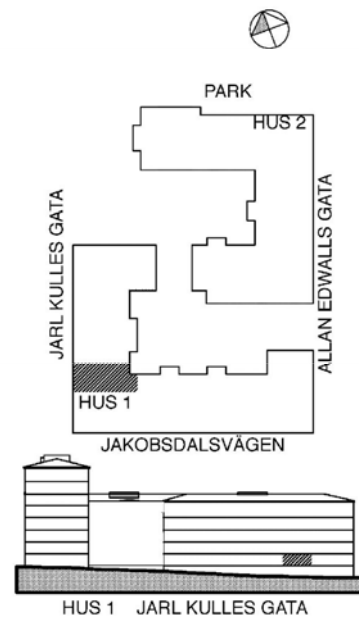 PARK
HUS 2
JARL KULLES GATA
ALLAN EDWALLS GATA
HUS 1
JAKOBSDALSVÄGEN
HUS 1 JARL KULLES GATA